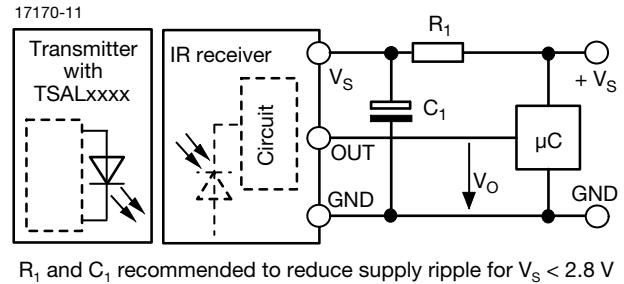 17170-11
Transmitter
with
TSALxxxx
IR receiver
Circuit
VS
OUT
GND
C1
R1
VO
µC
+ VS
GND
R1 and C1 recommended to reduce supply ripple for VS < 2.8 V